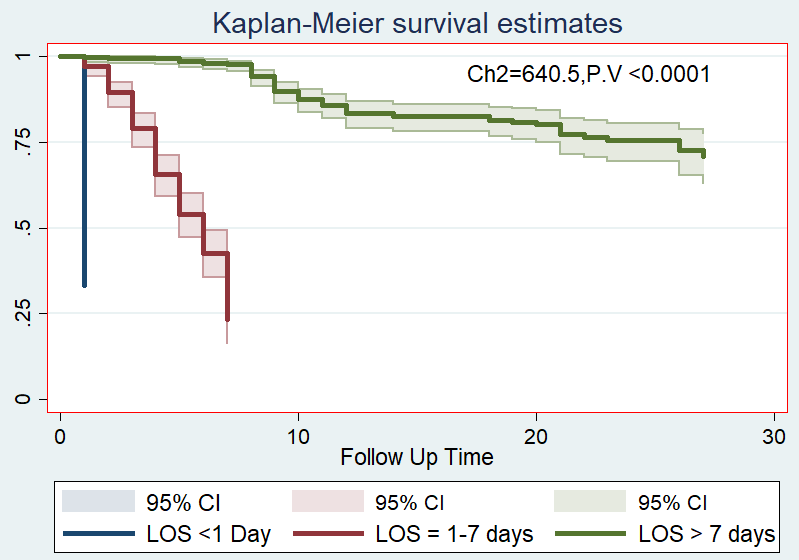 Kaplan-Meier survival estimates
Ch2=640.5,P.V <0.0001
1
.75
.5
.25
0
0 10 20 30
Follow Up Time
95% CI 95% CI 95% CI
LOS <1 Day LOS = 1-7 days LOS > 7 days